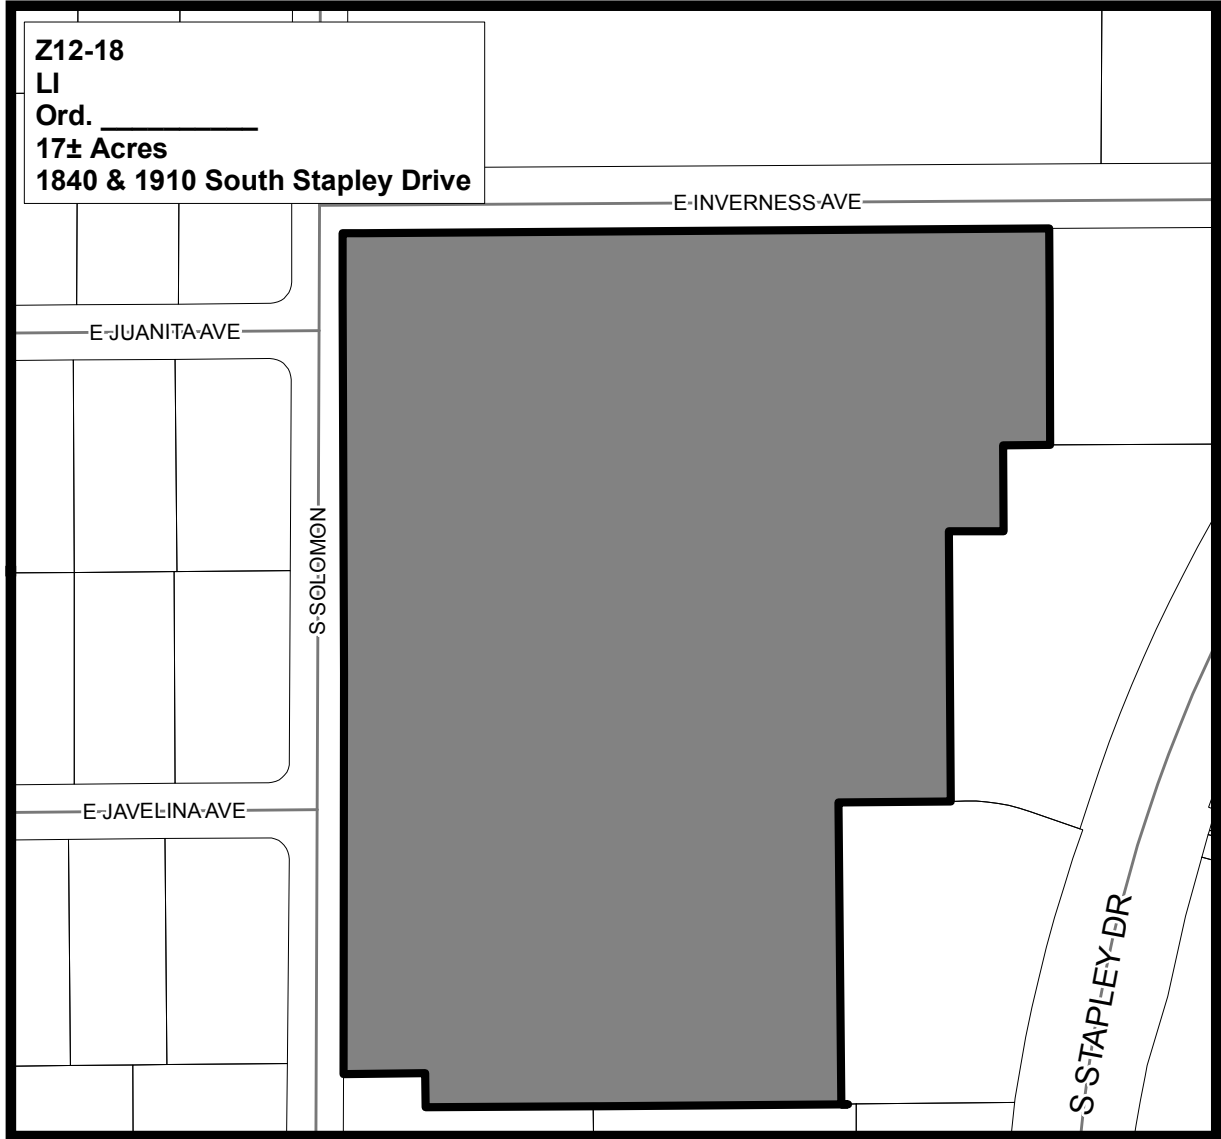 Z12-18
LI
Ord. __________
17± Acres
1840 & 1910 South Stapley Drive
E INVERNESS AVE
E JUANITA AVE
S SOLOMON
E JAVELINA AVE
S STAPLEY DR